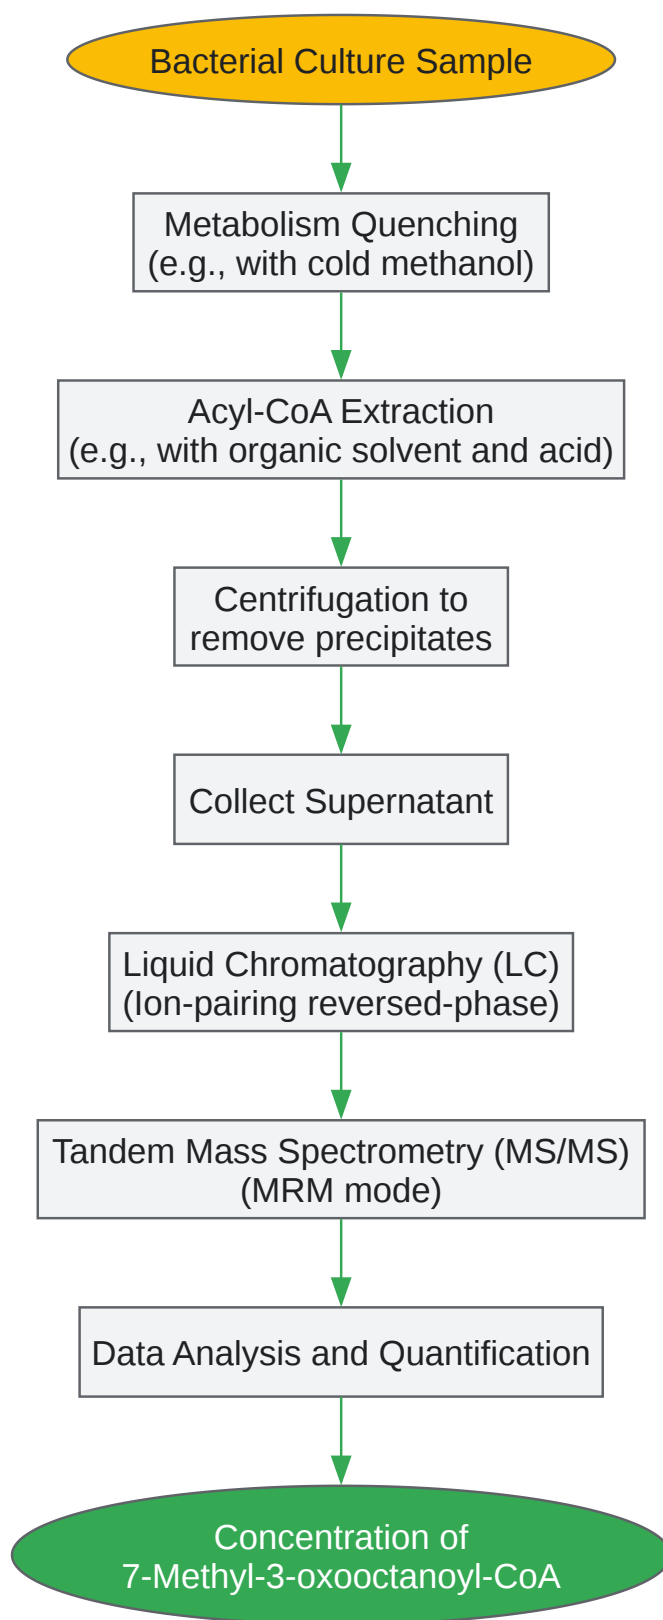 Bacterial Culture Sample
Metabolism Quenching
(e.g., with cold methanol)
Acyl-CoA Extraction
(e.g., with organic solvent and acid)
Centrifugation to
remove precipitates
Collect Supernatant
Liquid Chromatography (LC)
(Ion-pairing reversed-phase)
Tandem Mass Spectrometry (MS/MS)
(MRM mode)
Data Analysis and Quantification
Concentration of
7-Methyl-3-oxooctanoyl-CoA